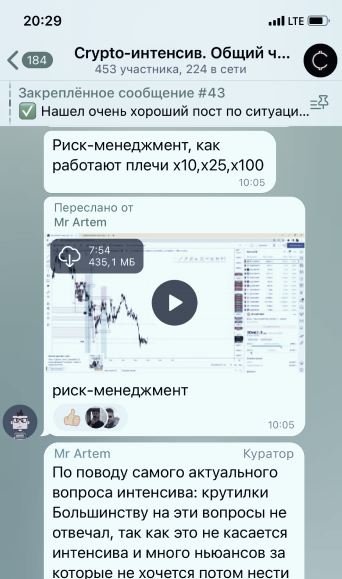 20:29
LTE
184
Crypto-интенсив. Общий ч...
453 участника, 224 в сети
Закреплённое сообщение #43
✅ Нашел очень хороший пост по ситуаци...
Риск-менеджмент, как
работают плечи x10,x25,x100
10:05
Переслано от
Mr Artem
7:54
435,1 МБ
риск-менеджмент
10:05
Mr Artem Куратор
По поводу самого актуального
вопроса интенсива: крутилки
Большинству на эти вопросы не
отвечал, так как это не касается
интенсива и много ньюансов за
которые не хочется потом нести